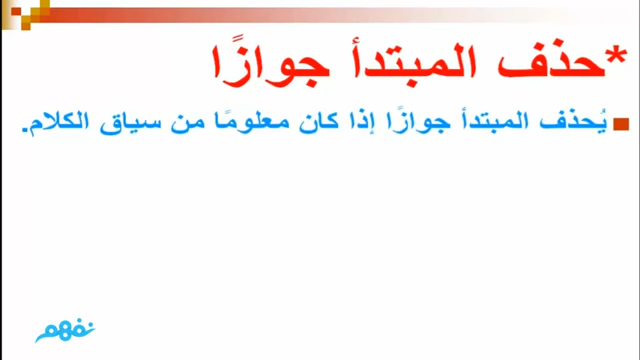 *حذف المبتدأ جوازًا
يُحذف المبتدأ جوازًا إذا كان معلومًا من سياق الكلام.
نفهم